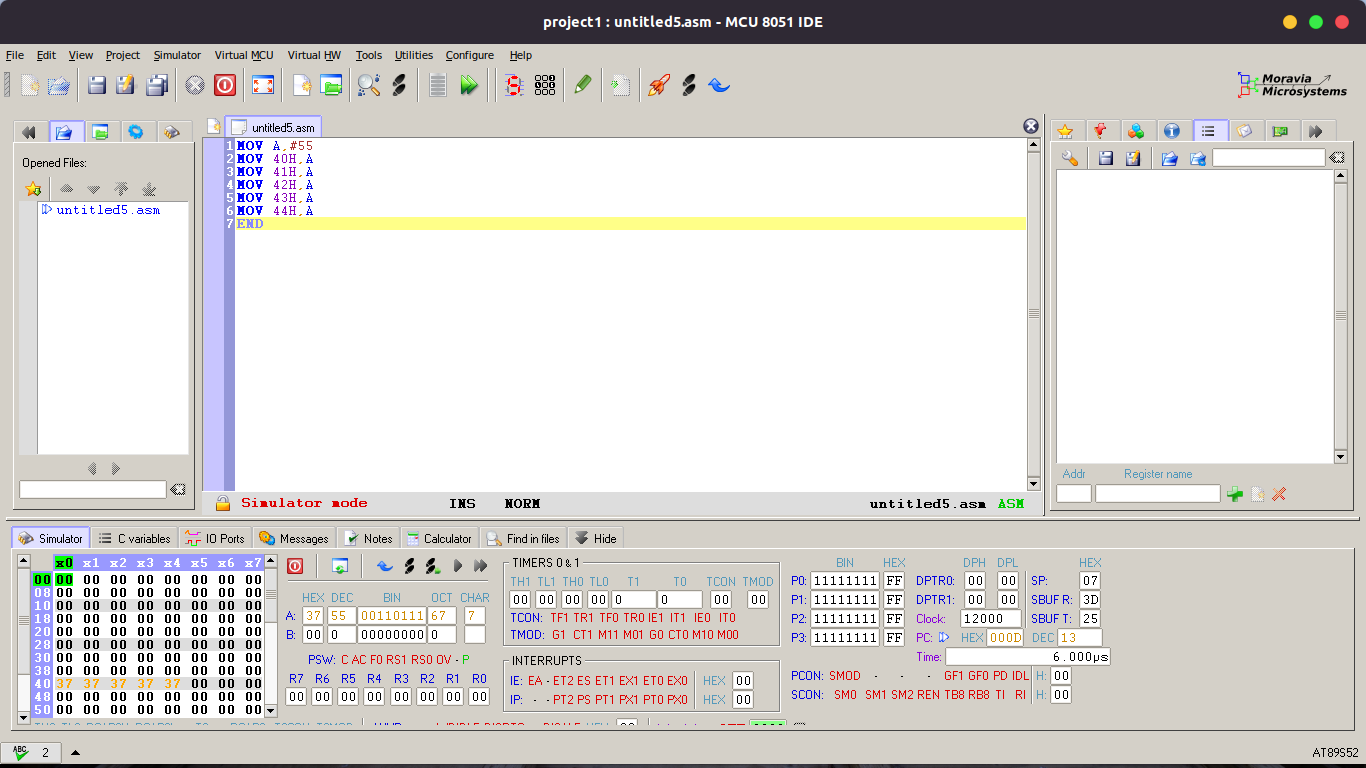 project1 : untitled5.asm - MCU 8051 IDE
File Edit View Project Simulator Virtual MCU Virtual HW Tools Utilities Configure Help
Moravia
Microsystems
untitled5.asm
Opened Files:
untitled5.asm
1 MOV A,#55
2 MOV 40H,A
3 MOV 41H,A
4 MOV 42H,A
5 MOV 43H,A
6 MOV 44H,A
7 END
Addr Register name
Simulator mode INS NORM untitled5.asm ASM
Simulator C variables IO Ports Messages Notes Calculator Find in files Hide
x0 x1 x2 x3 x4 x5 x6 x7
00 00 00 00 00 00 00 00 00
08 00 00 00 00 00 00 00 00
10 00 00 00 00 00 00 00 00
18 00 00 00 00 00 00 00 00
20 00 00 00 00 00 00 00 00
28 00 00 00 00 00 00 00 00
30 00 00 00 00 00 00 00 00
38 00 00 00 00 00 00 00 00
40 37 37 37 37 37 00 00 00
48 00 00 00 00 00 00 00 00
50 00 00 00 00 00 00 00 00
HEX DEC BIN OCT CHAR
A: 37 55 00110111 67 7
B: 00 0 00000000 0
PSW: C AC F0 RS1 RS0 OV - P
R7 R6 R5 R4 R3 R2 R1 R0
00 00 00 00 00 00 00 00
TIMERS 0 & 1
TH1 TL1 TH0 TL0 T1 T0 TCON TMOD
00 00 00 00 0 0 00 00
TCON: TF1 TR1 TF0 TR0 IE1 IT1 IE0 IT0
TMOD: G1 CT1 M11 M01 G0 CT0 M10 M00
INTERRUPTS
IE: EA - ET2 ES ET1 EX1 ET0 EX0 HEX 00
IP: - - PT2 PS PT1 PX1 PT0 PX0 HEX 00
BIN HEX
P0: 11111111 FF
P1: 11111111 FF
P2: 11111111 FF
P3: 11111111 FF
DPH DPL
DPTR0: 00 00
DPTR1: 00 00
Clock: 12000
PC: HEX 000D DEC 13
Time: 6.000µs
HEX
SP: 07
SBUF R: 3D
SBUF T: 25
PCON: SMOD - - - GF1 GF0 PD IDL H: 00
SCON: SM0 SM1 SM2 REN TB8 RB8 TI RI H: 00
ABC 2
AT89S52